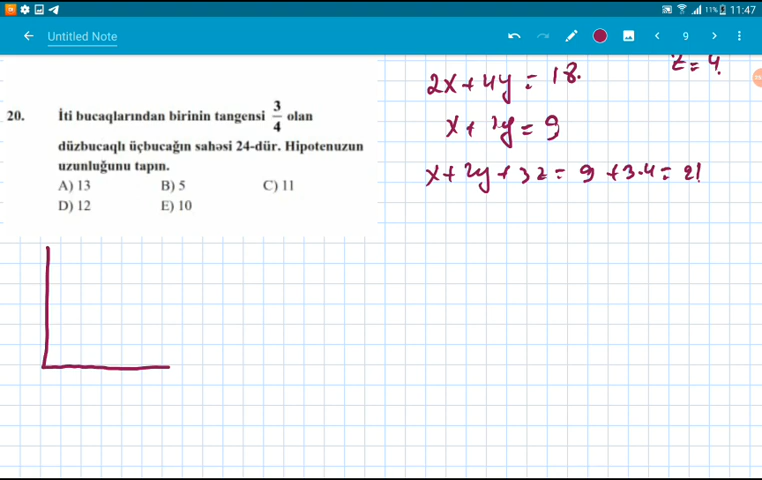 11% 11:47
Untitled Note
9
20. İti bucaqlarından birinin tangensi 3/4 olan
düzbucaqlı üçbucağın sahəsi 24-dür. Hipotenuzun
uzunluğunu tapın.
A) 13 B) 5 C) 11
D) 12 E) 10
z = 4.
2x + 4y = 18.
x + 2y = 9
x + 2y + 3z = 9 + 3.4 = 21